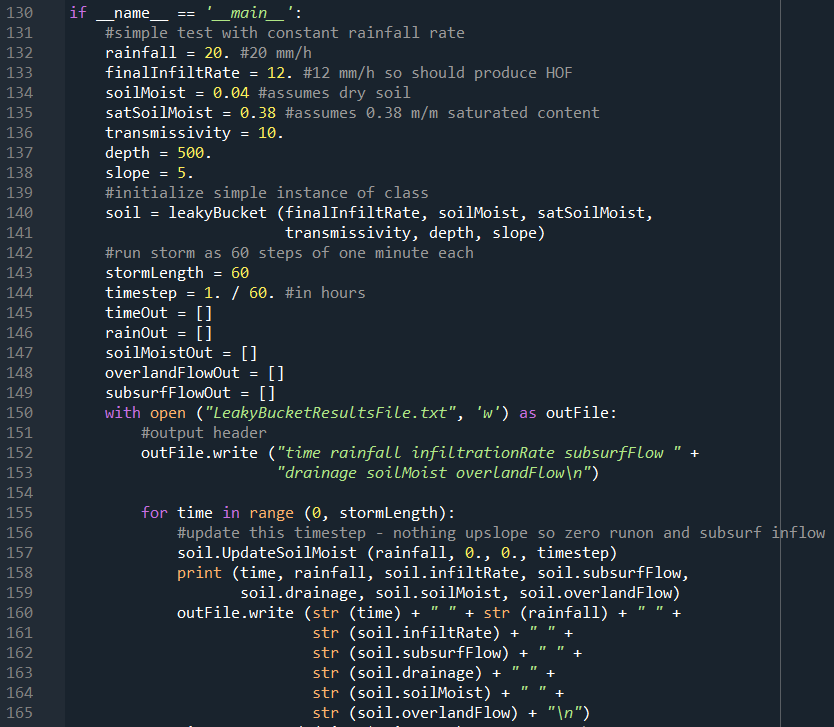 130 if __name__ == '__main__':
131     #simple test with constant rainfall rate
132     rainfall = 20. #20 mm/h
133     finalInfiltRate = 12. #12 mm/h so should produce HOF
134     soilMoist = 0.04 #assumes dry soil
135     satSoilMoist = 0.38 #assumes 0.38 m/m saturated content
136     transmissivity = 10.
137     depth = 500.
138     slope = 5.
139     #initialize simple instance of class
140     soil = leakyBucket (finalInfiltRate, soilMoist, satSoilMoist,
141                         transmissivity, depth, slope)
142     #run storm as 60 steps of one minute each
143     stormLength = 60
144     timestep = 1. / 60. #in hours
145     timeOut = []
146     rainOut = []
147     soilMoistOut = []
148     overlandFlowOut = []
149     subsurfFlowOut = []
150     with open ("LeakyBucketResultsFile.txt", 'w') as outFile:
151         #output header
152         outFile.write ("time rainfall infiltrationRate subsurfFlow " +
153                        "drainage soilMoist overlandFlow\n")
154
155         for time in range (0, stormLength):
156             #update this timestep - nothing upslope so zero runon and subsurf inflow
157             soil.UpdateSoilMoist (rainfall, 0., 0., timestep)
158             print (time, rainfall, soil.infiltRate, soil.subsurfFlow,
159                    soil.drainage, soil.soilMoist, soil.overlandFlow)
160             outFile.write (str (time) + " " + str (rainfall) + " " +
161                            str (soil.infiltRate) + " " +
162                            str (soil.subsurfFlow) + " " +
163                            str (soil.drainage) + " " +
164                            str (soil.soilMoist) + " " +
165                            str (soil.overlandFlow) + "\n")